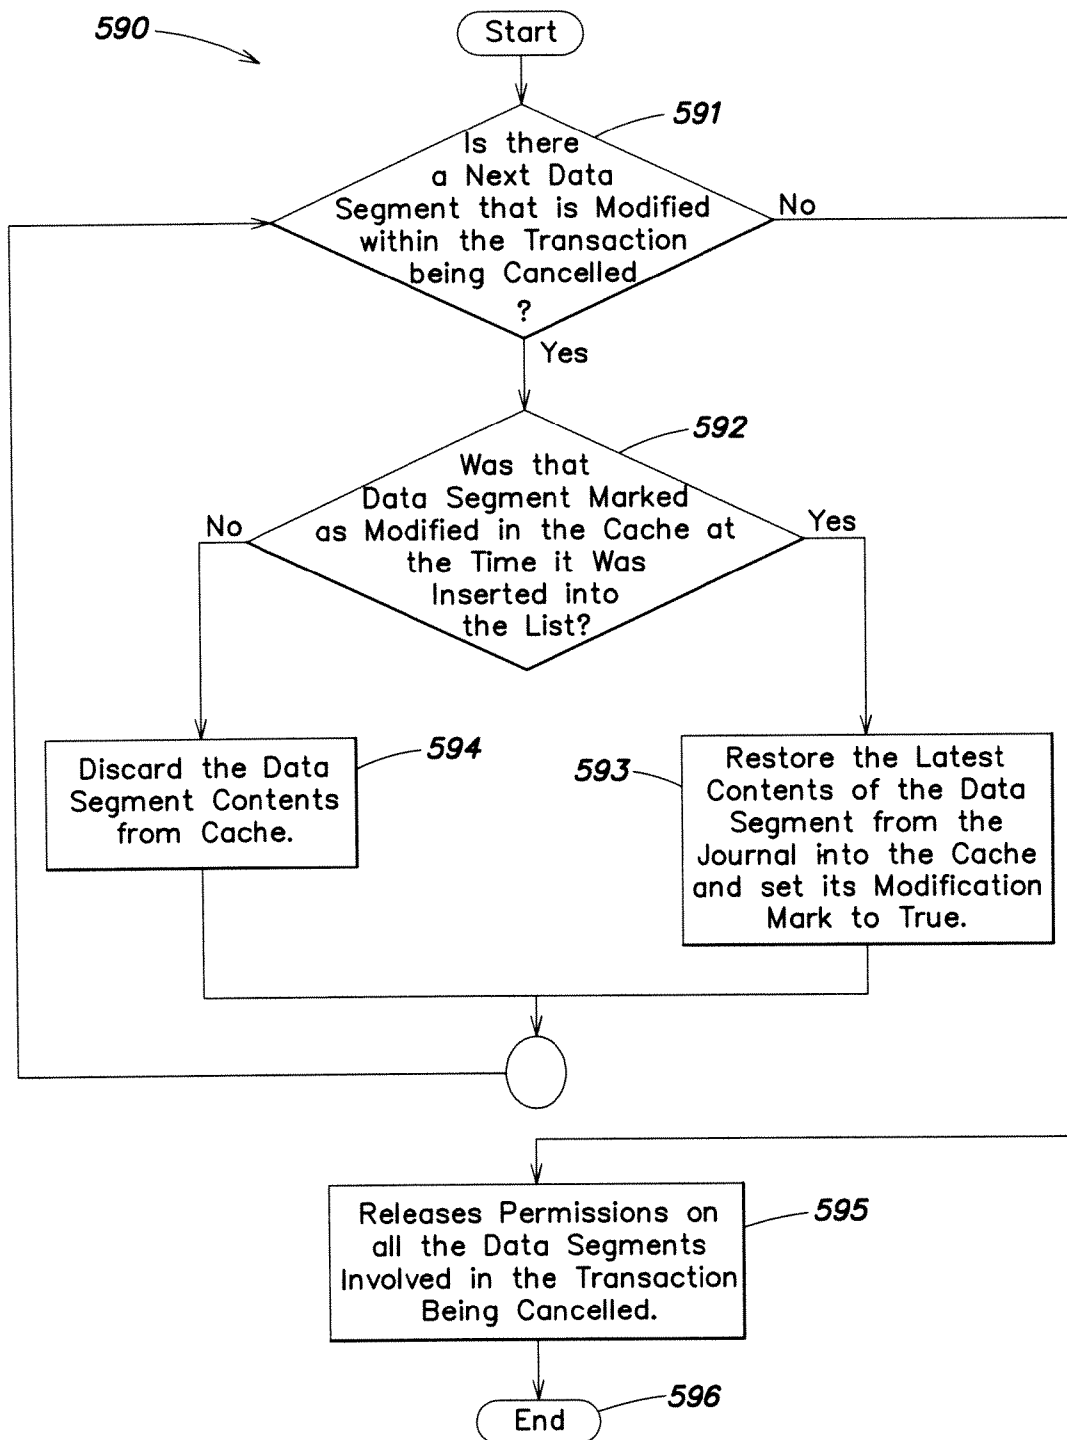 590
Start
591
Is there
a Next Data
Segment that is Modified
within the Transaction
being Cancelled
?
No
Yes
592
Was that
Data Segment Marked
as Modified in the Cache at
the Time it Was
Inserted into
the List?
No
Yes
594
Discard the Data
Segment Contents
from Cache.
593
Restore the Latest
Contents of the Data
Segment from the
Journal into the Cache
and set its Modification
Mark to True.
595
Releases Permissions on
all the Data Segments
Involved in the Transaction
Being Cancelled.
596
End